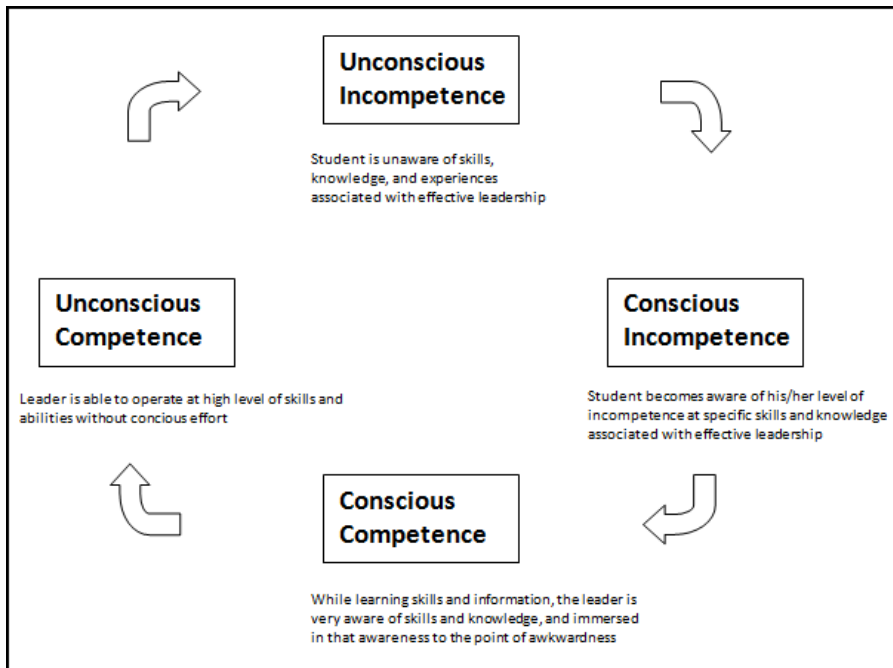 Unconscious
Incompetence
Student is unaware of skills,
knowledge, and experiences
associated with effective leadership
Unconscious
Competence
Leader is able to operate at high level of skills and
abilities without concious effort
Conscious
Incompetence
Student becomes aware of his/her level of
incompetence at specific skills and knowledge
associated with effective leadership
Conscious
Competence
While learning skills and information, the leader is
very aware of skills and knowledge, and immersed
in that awareness to the point of awkwardness